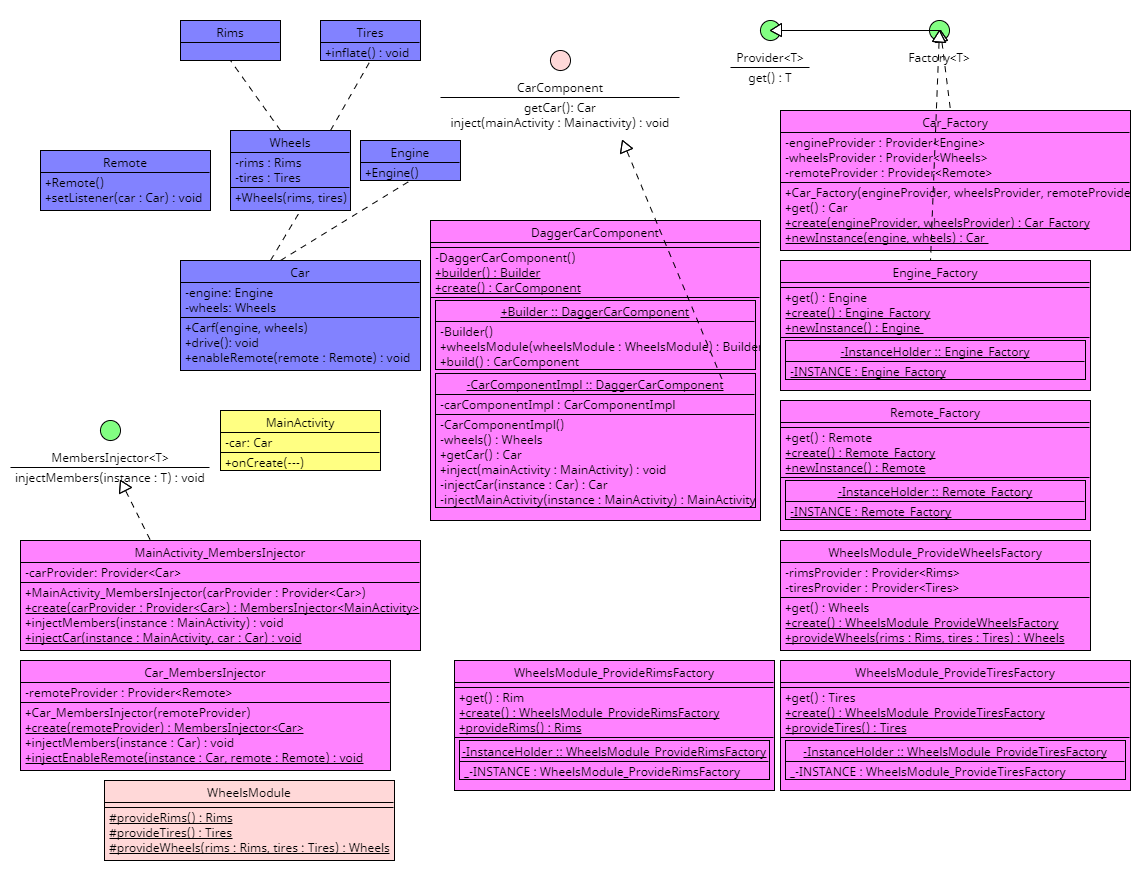 Rims
Tires
+inflate() : void
Wheels
-rims : Rims
-tires : Tires
+Wheels(rims, tires)
Engine
+Engine()
Remote
+Remote()
+setListener(car : Car) : void
Car
-engine: Engine
-wheels: Wheels
+Carf(engine, wheels)
+drive(): void
+enableRemote(remote : Remote) : void
CarComponent
getCar(): Car
inject(mainActivity : Mainactivity) : void
Provider<T>
get() : T
Factory<T>
Car_Factory
-engineProvider : Provider<Engine>
-wheelsProvider : Provider<Wheels>
-remoteProvider : Provider<Remote>
+Car_Factory(engineProvider, wheelsProvider, remoteProvide
+get() : Car
+create(engineProvider, wheelsProvider) : Car_Factory
+newInstance(engine, wheels) : Car
DaggerCarComponent
-DaggerCarComponent()
+builder() : Builder
+create() : CarComponent
+Builder :: DaggerCarComponent
-Builder()
+wheelsModule(wheelsModule : WheelsModule) : Builder
+build() : CarComponent
-CarComponentImpl :: DaggerCarComponent
-carComponentImpl : CarComponentImpl
-CarComponentImpl()
-wheels() : Wheels
+getCar() : Car
+inject(mainActivity : MainActivity) : void
-injectCar(instance : Car) : Car
-injectMainActivity(instance : MainActivity) : MainActivity
Engine_Factory
+get() : Engine
+create() : Engine_Factory
+newInstance() : Engine
-InstanceHolder :: Engine_Factory
-INSTANCE : Engine_Factory
Remote_Factory
+get() : Remote
+create() : Remote_Factory
+newInstance() : Remote
-InstanceHolder :: Remote_Factory
-INSTANCE : Remote_Factory
MembersInjector<T>
injectMembers(instance : T) : void
MainActivity
-car: Car
+onCreate(---)
MainActivity_MembersInjector
-carProvider: Provider<Car>
+MainActivity_MembersInjector(carProvider : Provider<Car>)
+create(carProvider : Provider<Car>) : MembersInjector<MainActivity>
+injectMembers(instance : MainActivity) : void
+injectCar(instance : MainActivity, car : Car) : void
WheelsModule_ProvideWheelsFactory
-rimsProvider : Provider<Rims>
-tiresProvider : Provider<Tires>
+get() : Wheels
+create() : WheelsModule_ProvideWheelsFactory
+provideWheels(rims : Rims, tires : Tires) : Wheels
Car_MembersInjector
-remoteProvider : Provider<Remote>
+Car_MembersInjector(remoteProvider)
+create(remoteProvider) : MembersInjector<Car>
+injectMembers(instance : Car) : void
+injectEnableRemote(instance : Car, remote : Remote) : void
WheelsModule_ProvideRimsFactory
+get() : Rim
+create() : WheelsModule_ProvideRimsFactory
+provideRims() : Rims
-InstanceHolder :: WheelsModule_ProvideRimsFactory
_-INSTANCE : WheelsModule_ProvideRimsFactory
WheelsModule_ProvideTiresFactory
+get() : Tires
+create() : WheelsModule_ProvideTiresFactory
+provideTires() : Tires
-InstanceHolder :: WheelsModule_ProvideTiresFactory
_-INSTANCE : WheelsModule_ProvideTiresFactory
WheelsModule
#provideRims() : Rims
#provideTires() : Tires
#provideWheels(rims : Rims, tires : Tires) : Wheels